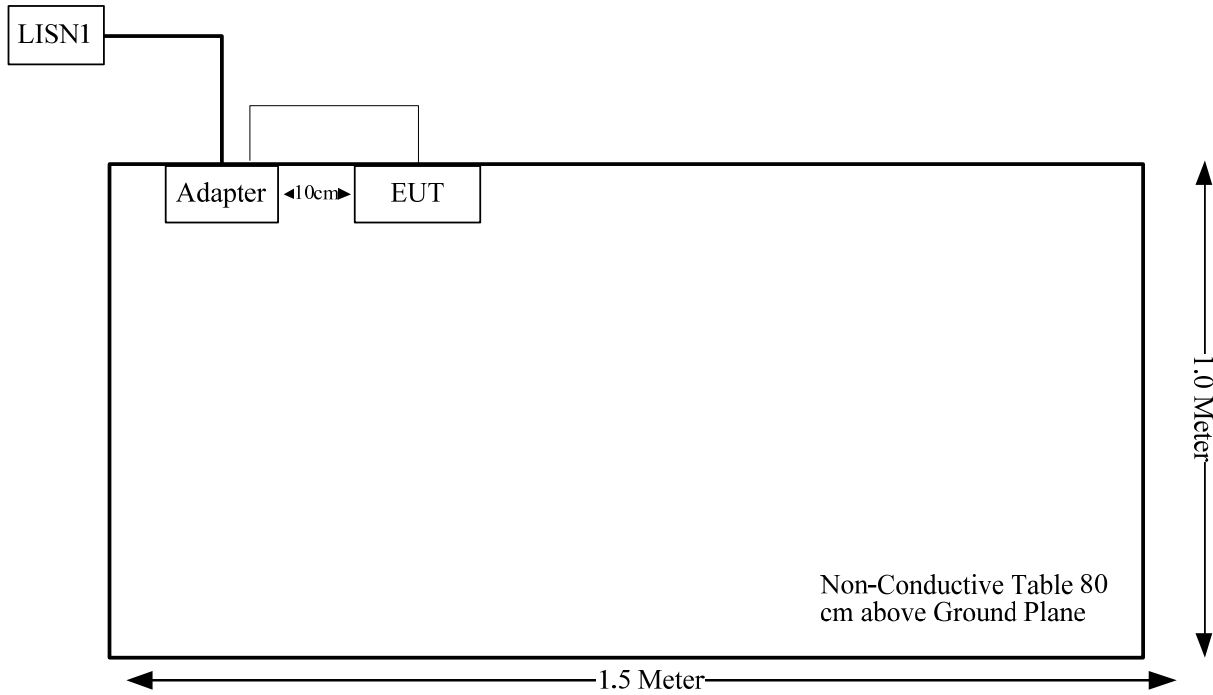 LISN1
Adapter
10cm
EUT
1.0 Meter
Non-Conductive Table 80
cm above Ground Plane
1.5 Meter